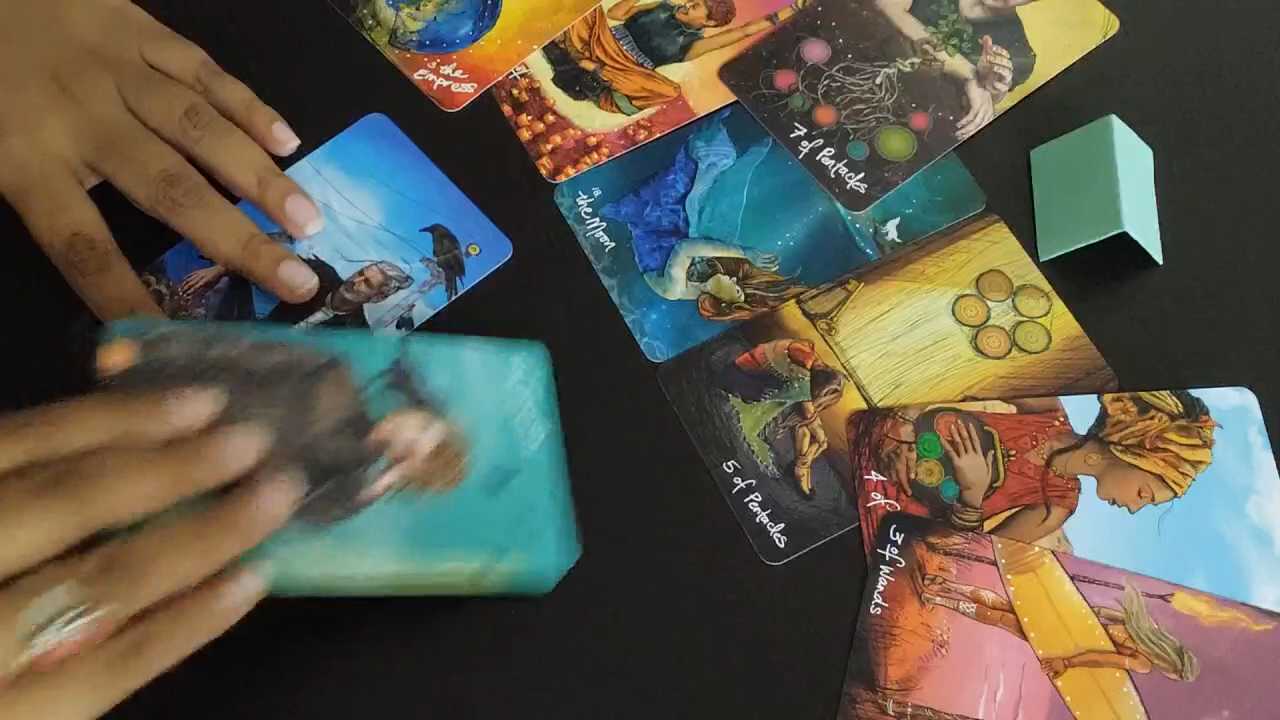 3 the
Empress
7 of Pentacles
18
the Moon
5 of Pentacles
4 of
3 of Wands